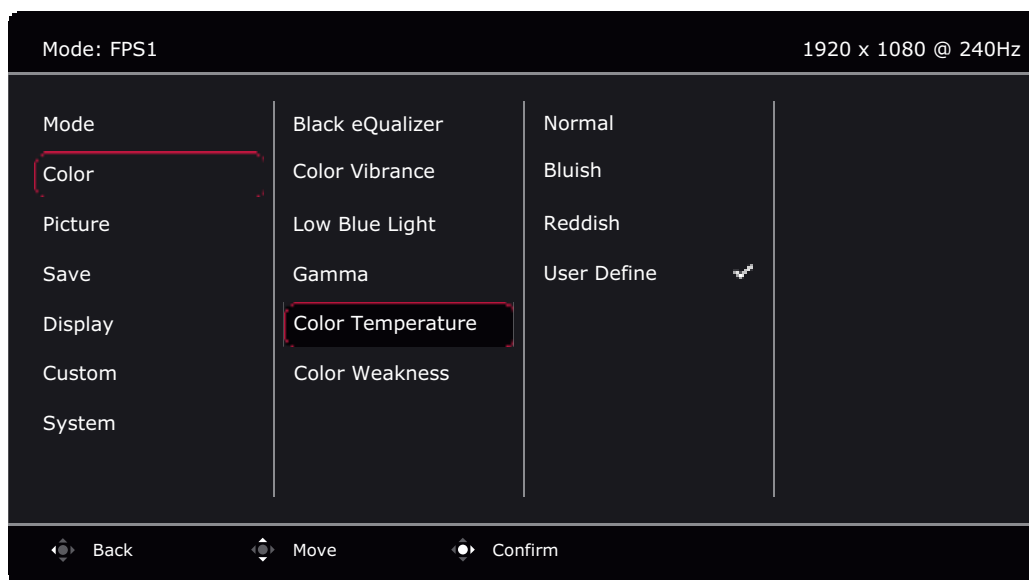 Mode: FPS1
1920 x 1080 @ 240Hz
Mode
Color
Picture
Save
Display
Custom
System
Black eQualizer
Color Vibrance
Low Blue Light
Gamma
Color Temperature
Color Weakness
Normal
Bluish
Reddish
User Define
Back
Move
Confirm